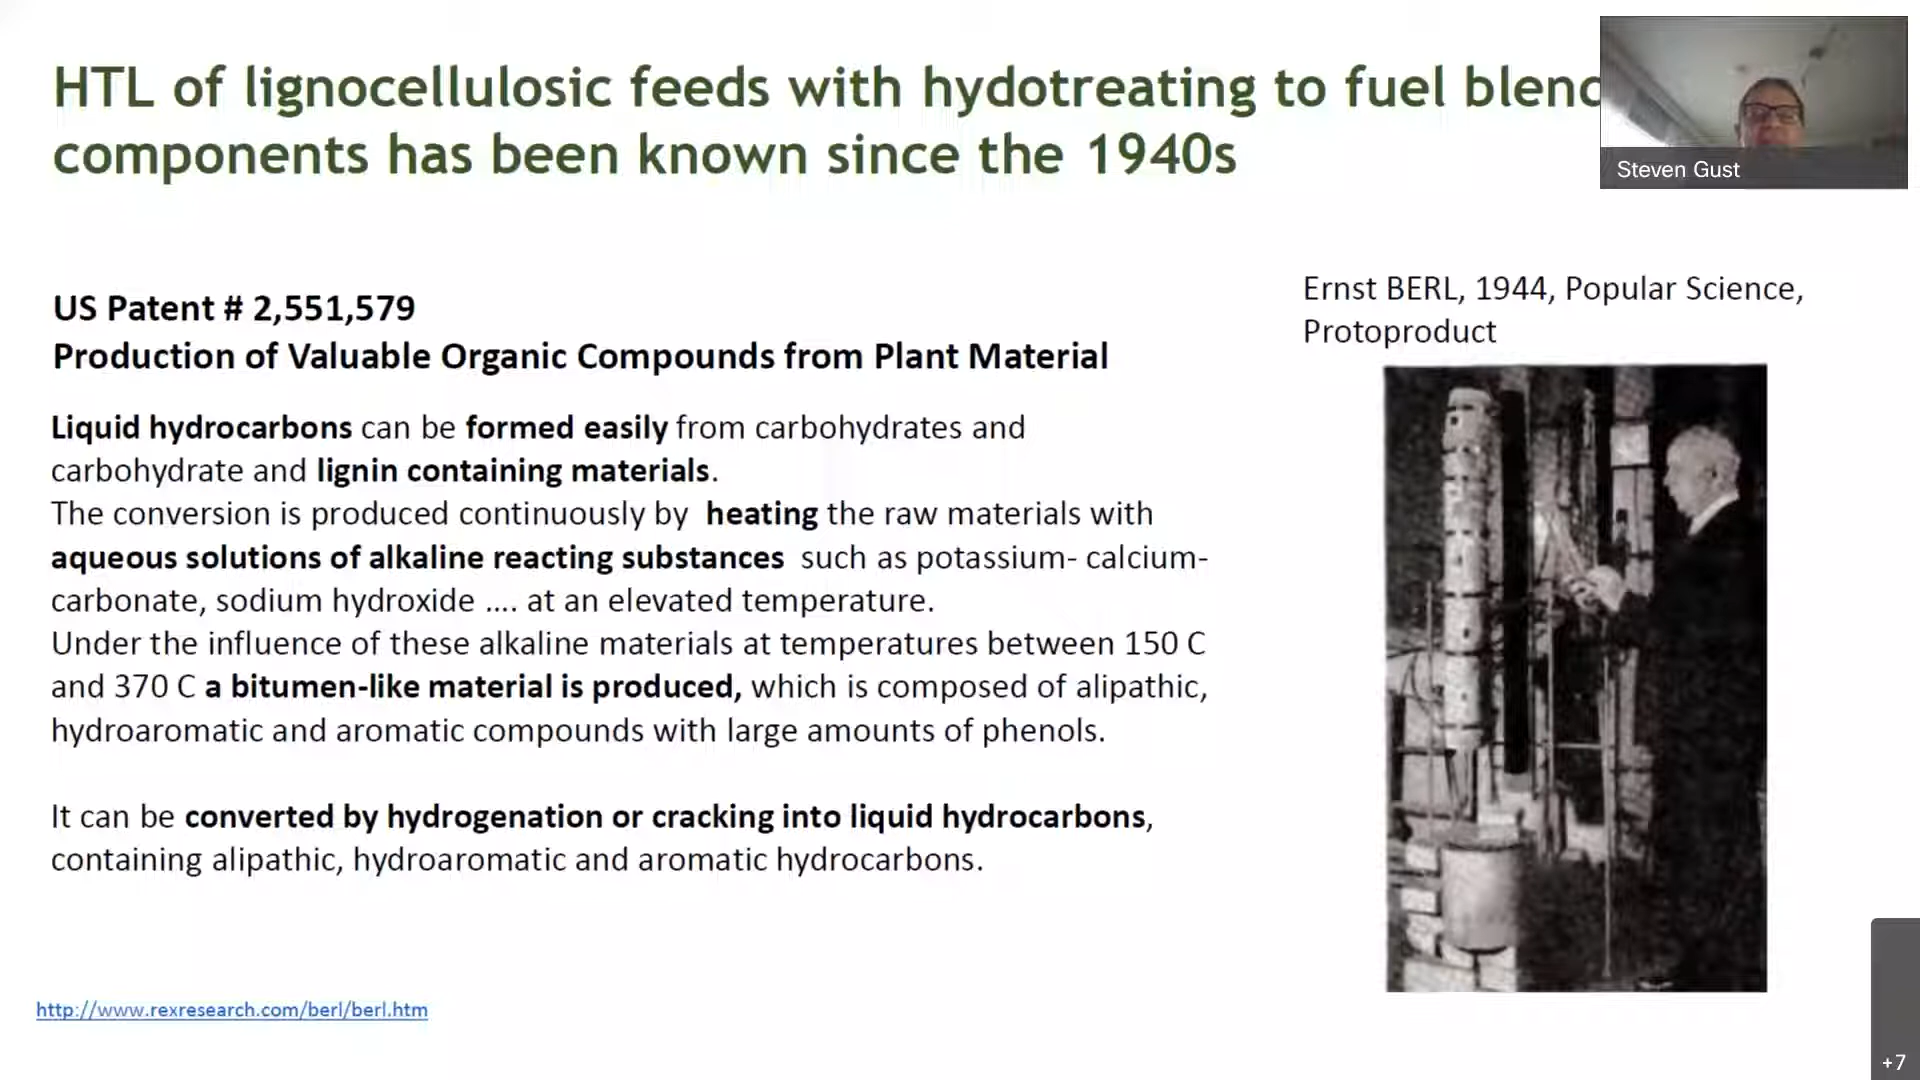 HTL of lignocellulosic feeds with hydotreating to fuel blend
components has been known since the 1940s
Steven Gust
US Patent # 2,551,579
Production of Valuable Organic Compounds from Plant Material
Ernst BERL, 1944, Popular Science,
Protoproduct
Liquid hydrocarbons can be formed easily from carbohydrates and
carbohydrate and lignin containing materials.
The conversion is produced continuously by heating the raw materials with
aqueous solutions of alkaline reacting substances such as potassium- calcium-
carbonate, sodium hydroxide .... at an elevated temperature.
Under the influence of these alkaline materials at temperatures between 150 C
and 370 C a bitumen-like material is produced, which is composed of alipathic,
hydroaromatic and aromatic compounds with large amounts of phenols.
It can be converted by hydrogenation or cracking into liquid hydrocarbons,
containing alipathic, hydroaromatic and aromatic hydrocarbons.
http://www.rexresearch.com/berl/berl.htm
+7